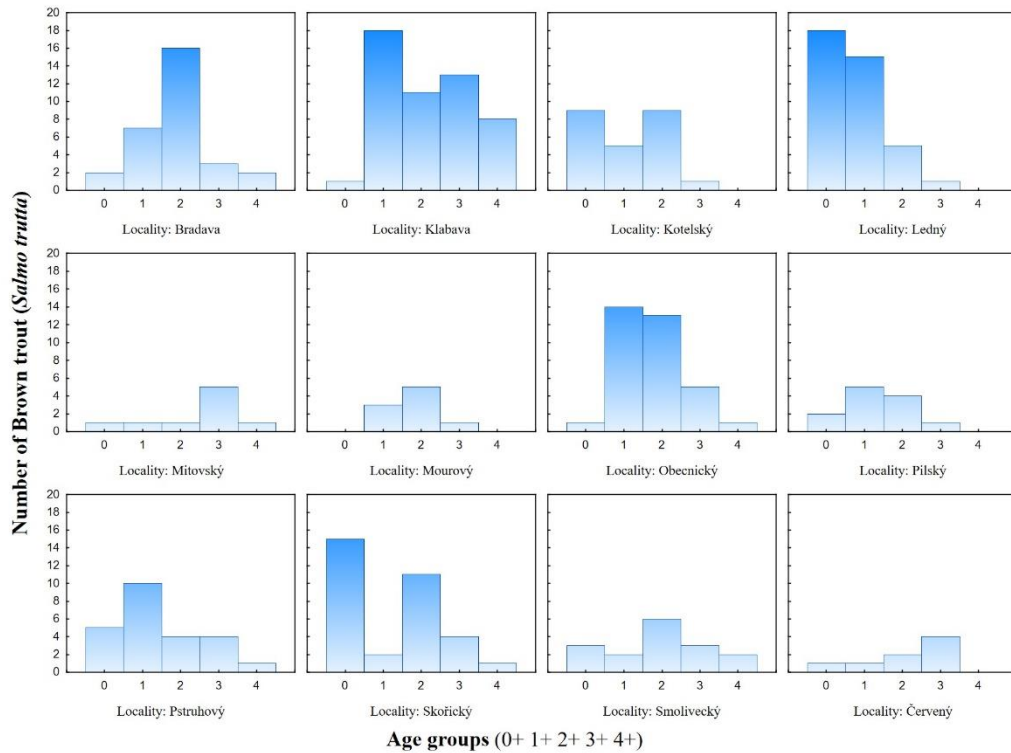 Number of Brown trout (Salmo trutta)
20
18
16
14
12
10
8
6
4
2
0
0 1 2 3 4
Locality: Bradava
0 1 2 3 4
Locality: Klabava
0 1 2 3 4
Locality: Kotelský
0 1 2 3 4
Locality: Ledný
20
18
16
14
12
10
8
6
4
2
0
0 1 2 3 4
Locality: Mítovský
0 1 2 3 4
Locality: Mourový
0 1 2 3 4
Locality: Obecnický
0 1 2 3 4
Locality: Pilský
20
18
16
14
12
10
8
6
4
2
0
0 1 2 3 4
Locality: Pstruhový
0 1 2 3 4
Locality: Skořický
0 1 2 3 4
Locality: Smolivecký
0 1 2 3 4
Locality: Červený
Age groups (0+ 1+ 2+ 3+ 4+)